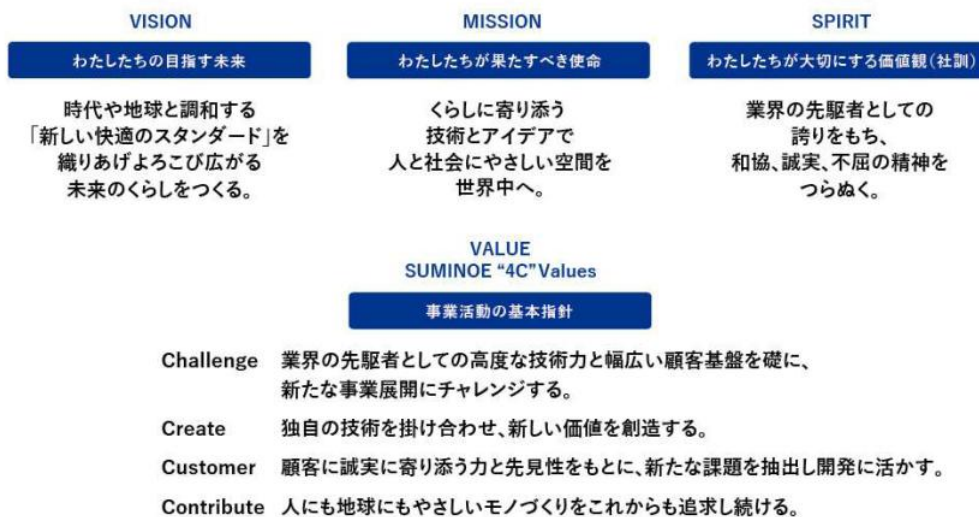 VISION
わたしたちの目指す未来
時代や地球と調和する
「新しい快適のスタンダード」を
織りあげよろこび広がる
未来のくらしをつくる。
MISSION
わたしたちが果たすべき使命
くらしに寄り添う
技術とアイデアで
人と社会にやさしい空間を
世界中へ。
SPIRIT
わたしたちが大切にする価値観（社訓）
業界の先駆者としての
誇りをもち、
和協、誠実、不屈の精神を
つらぬく。
VALUE
SUMINOE “4C”Values
事業活動の基本指針
Challenge 業界の先駆者としての高度な技術力と幅広い顧客基盤を礎に、
新たな事業展開にチャレンジする。
Create 独自の技術を掛け合わせ、新しい価値を創造する。
Customer 顧客に誠実に寄り添う力と先見性をもとに、新たな課題を抽出し開発に活かす。
Contribute 人にも地球にもやさしいモノづくりをこれからも追求し続ける。